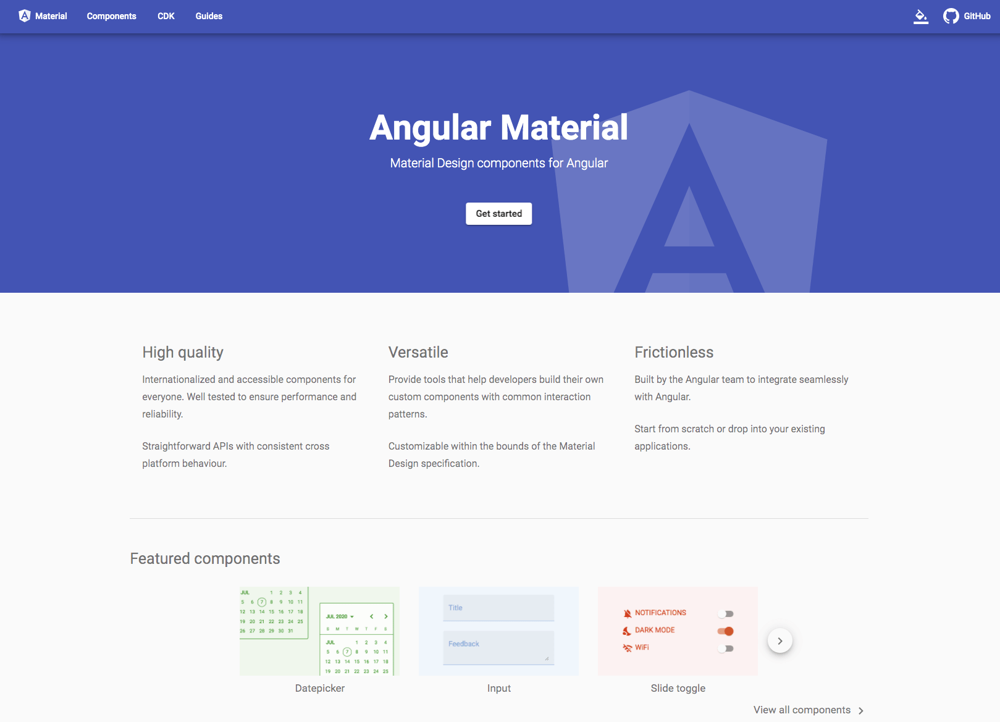 Material Components CDK Guides GitHub
Angular Material
Material Design components for Angular
Get started
High quality
Internationalized and accessible components for
everyone. Well tested to ensure performance and
reliability.
Straightforward APIs with consistent cross
platform behaviour.
Versatile
Provide tools that help developers build their own
custom components with common interaction
patterns.
Customizable within the bounds of the Material
Design specification.
Frictionless
Built by the Angular team to integrate seamlessly
with Angular.
Start from scratch or drop into your existing
applications.
Featured components
JUL 1 2 3 4
5 6 7 8 9 10 11
12 13 14 15 16 17 18
19 20 21 22 23 24 25
26 27 28 29 30 31
JUL 2020
S M T W T F S
JUL 1 2 3 4
5 6 7 8 9 10 11
12 13 14 15 16 17 18
19 20 21 22 23 24 25
Datepicker
Title
Feedback
Input
NOTIFICATIONS
DARK MODE
WiFi
Slide toggle
View all components